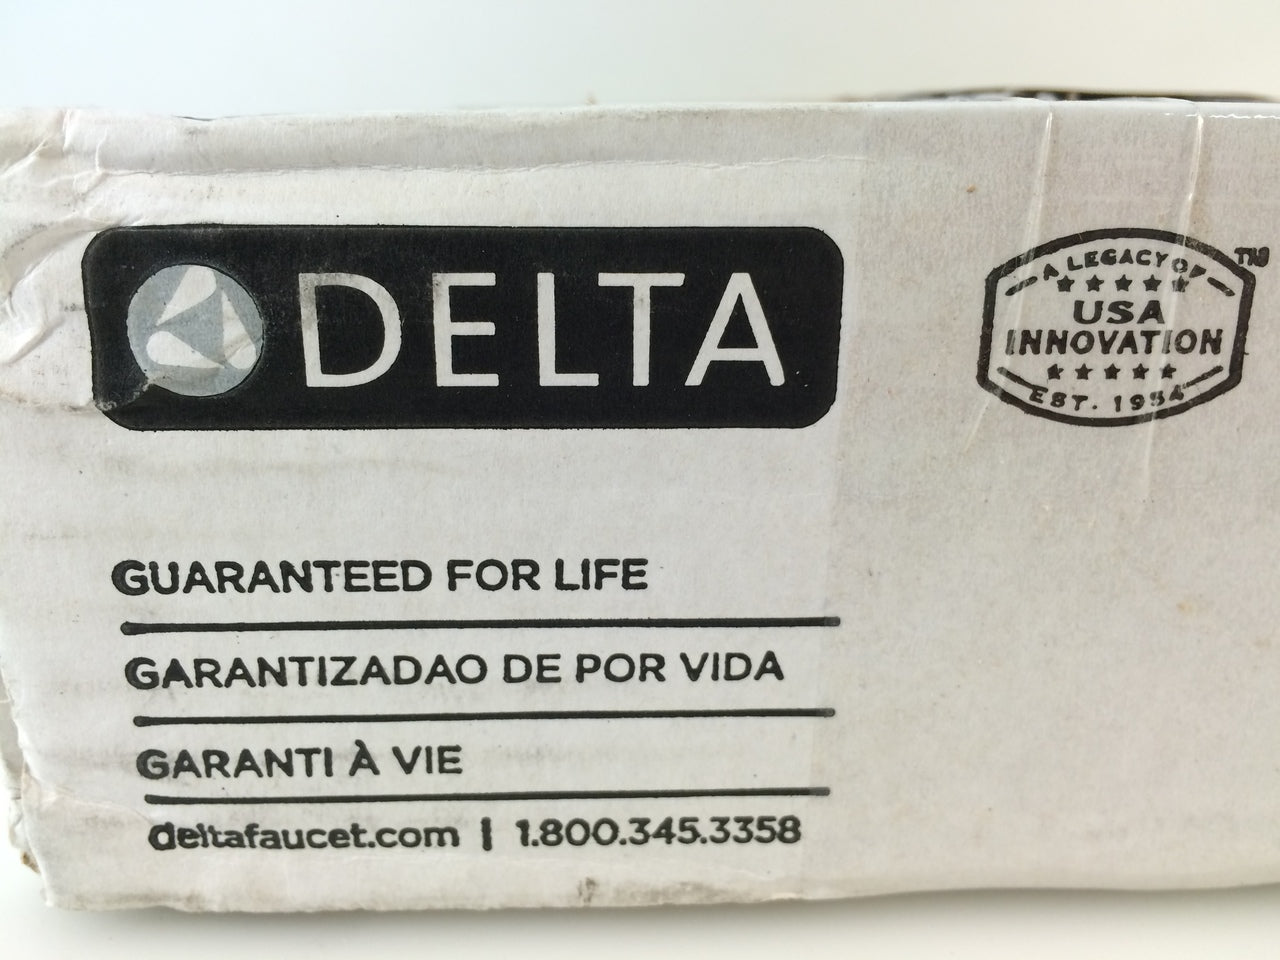 DELTA
A LEGACY OF
USA
INNOVATION
EST. 1954
TM
GUARANTEED FOR LIFE
GARANTIZADAO DE POR VIDA
GARANTI À VIE
deltafaucet.com | 1.800.345.3358